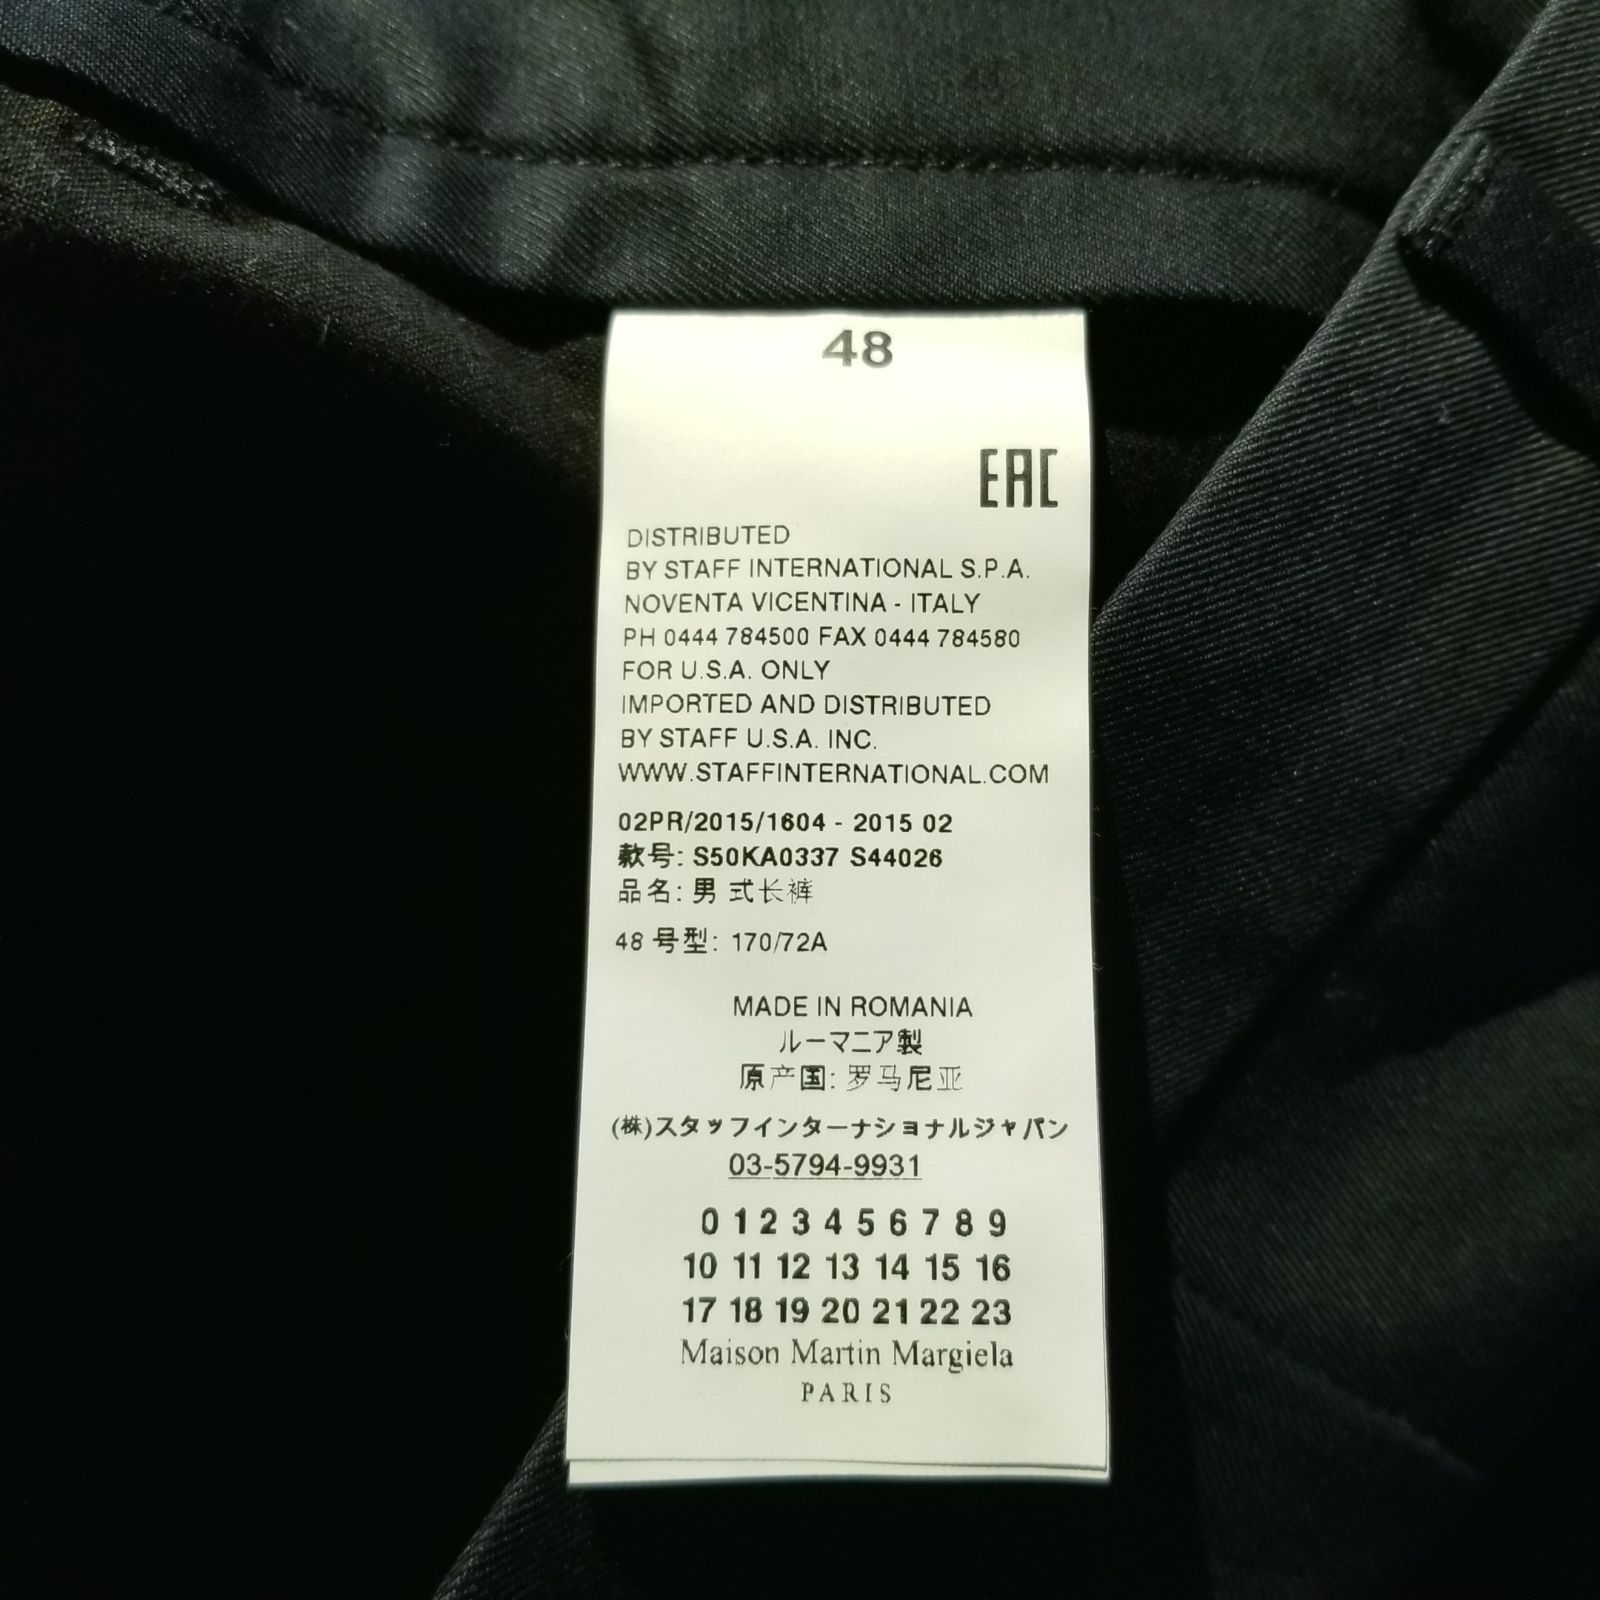 48
EAC
DISTRIBUTED
BY STAFF INTERNATIONAL S.P.A.
NOVENTA VICENTINA - ITALY
PH 0444 784500 FAX 0444 784580
FOR U.S.A. ONLY
IMPORTED AND DISTRIBUTED
BY STAFF U.S.A. INC.
WWW.STAFFINTERNATIONAL.COM
02PR/2015/1604 - 2015 02
款号: S50KA0337 S44026
品名: 男 式长裤
48 号型: 170/72A
MADE IN ROMANIA
ルーマニア製
原产国: 罗马尼亚
(株)スタッフインターナショナルジャパン
03-5794-9931
0 1 2 3 4 5 6 7 8 9
10 11 12 13 14 15 16
17 18 19 20 21 22 23
Maison Martin Margiela
PARIS